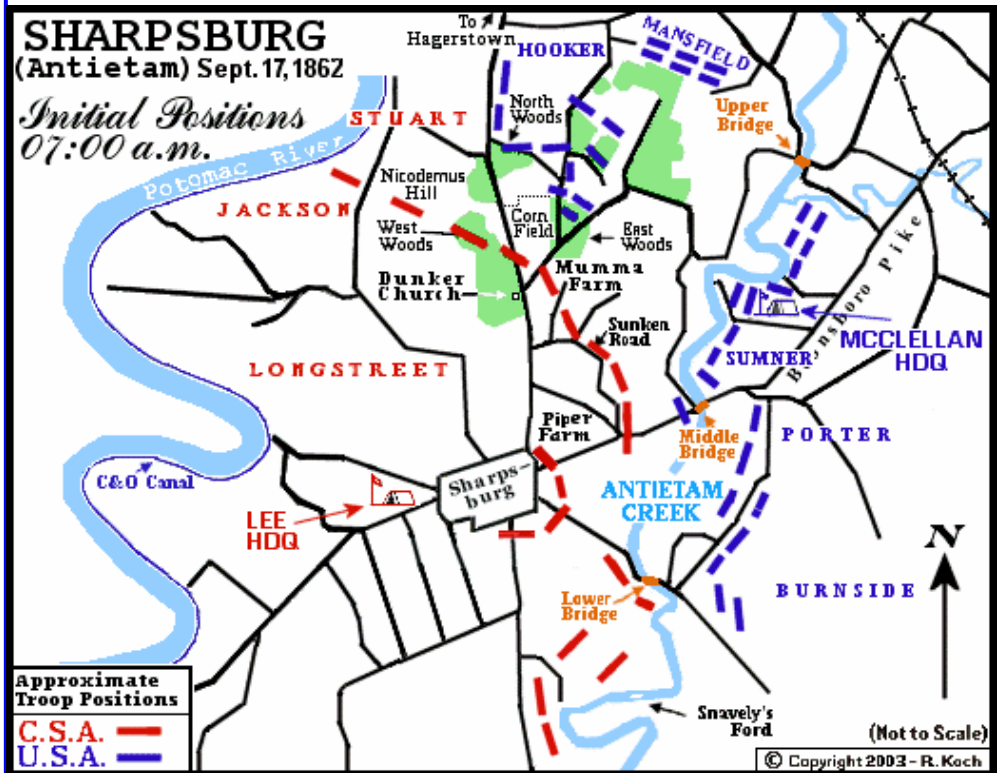 SHARPSBURG
(Antietam) Sept. 17, 1862
Initial Positions
07:00 a.m.
To
Hagerstown
HOOKER
MANSFIELD
North
Woods
Upper
Bridge
STUART
Potomac River
Nicodemus
Hill
JACKSON
West
Woods
Corn
Field
East
Woods
Dunker
Church
Mumma
Farm
Sunken
Road
Boonsboro Pike
MCCLELLAN
HDQ
SUMNER
LONGSTREET
Piper
Farm
Middle
Bridge
PORTER
C&O Canal
Sharps-
burg
ANTIETAM
CREEK
LEE
HDQ
N
Lower
Bridge
BURNSIDE
Snavely's
Ford
Approximate
Troop Positions
C.S.A.
U.S.A.
(Not to Scale)
© Copyright 2003 - R. Koch